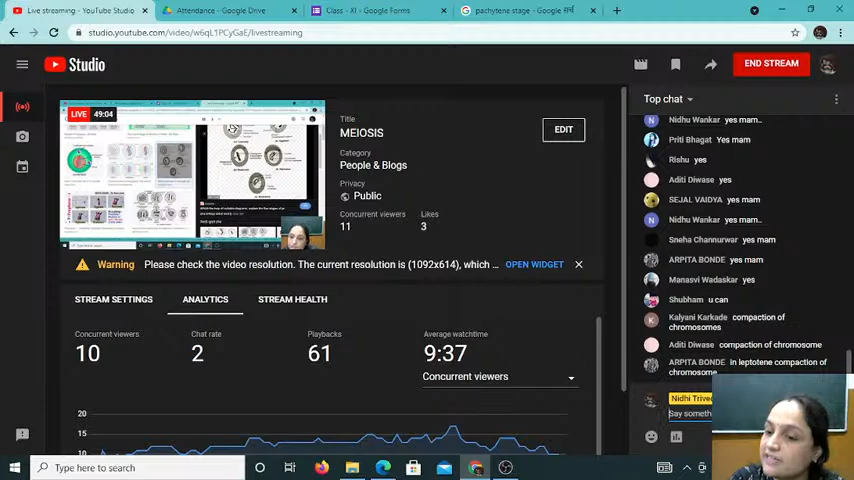 Live streaming - YouTube Studio
Attendance - Google Drive
Class - XI - Google Forms
pachytene stage - Google सर्च
studio.youtube.com/video/w6qL1PCyGaE/livestreaming
Studio
END STREAM
LIVE 49:04
Title
MEIOSIS
EDIT
Category
People & Blogs
Privacy
Public
Concurrent viewers
Likes
11
3
Warning Please check the video resolution. The current resolution is (1092x614), which ... OPEN WIDGET
STREAM SETTINGS
ANALYTICS
STREAM HEALTH
Concurrent viewers
Chat rate
Playbacks
Average watchtime
10
2
61
9:37
Concurrent viewers
20
15
10
Top chat
Nidhu Wankar yes mam..
Priti Bhagat Yes mam
Rishu yes
Aditi Diwase yes
SEJAL VAIDYA yes mam
Nidhu Wankar yes mam..
Sneha Channurwar yes mam
ARPITA BONDE yes mam
Manasvi Wadaskar yes
Shubham u can
Kalyani Karkade compaction of
chromosomes
Aditi Diwase compaction of chromosome
ARPITA BONDE in leptotene compaction of
chromosome
Nidhi Trived
Say someth
Type here to search